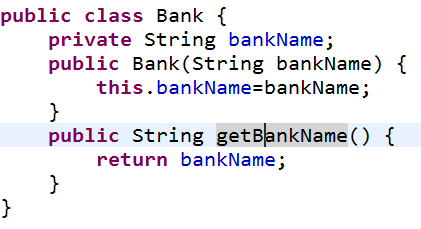 public class Bank {
    private String bankName;
    public Bank(String bankName) {
        this.bankName=bankName;
    }
    public String getBankName() {
        return bankName;
    }
}